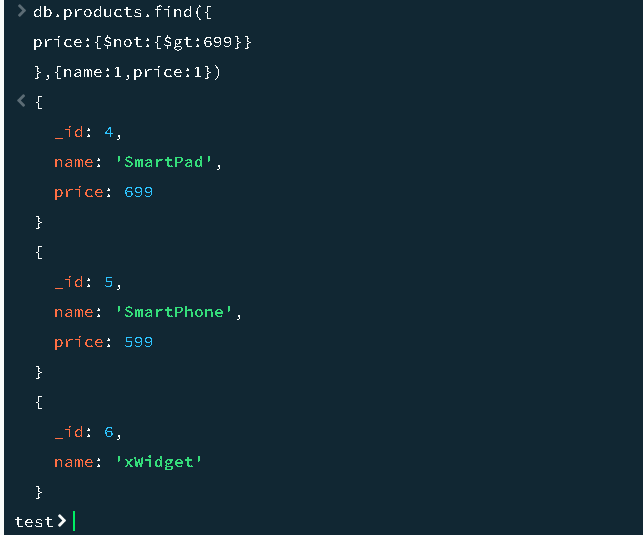 > db.products.find({
price:{$not:{$gt:699}}
},{name:1,price:1})
< {
_id: 4,
name: 'SmartPad',
price: 699
}
{
_id: 5,
name: 'SmartPhone',
price: 599
}
{
_id: 6,
name: 'xWidget'
}
test>